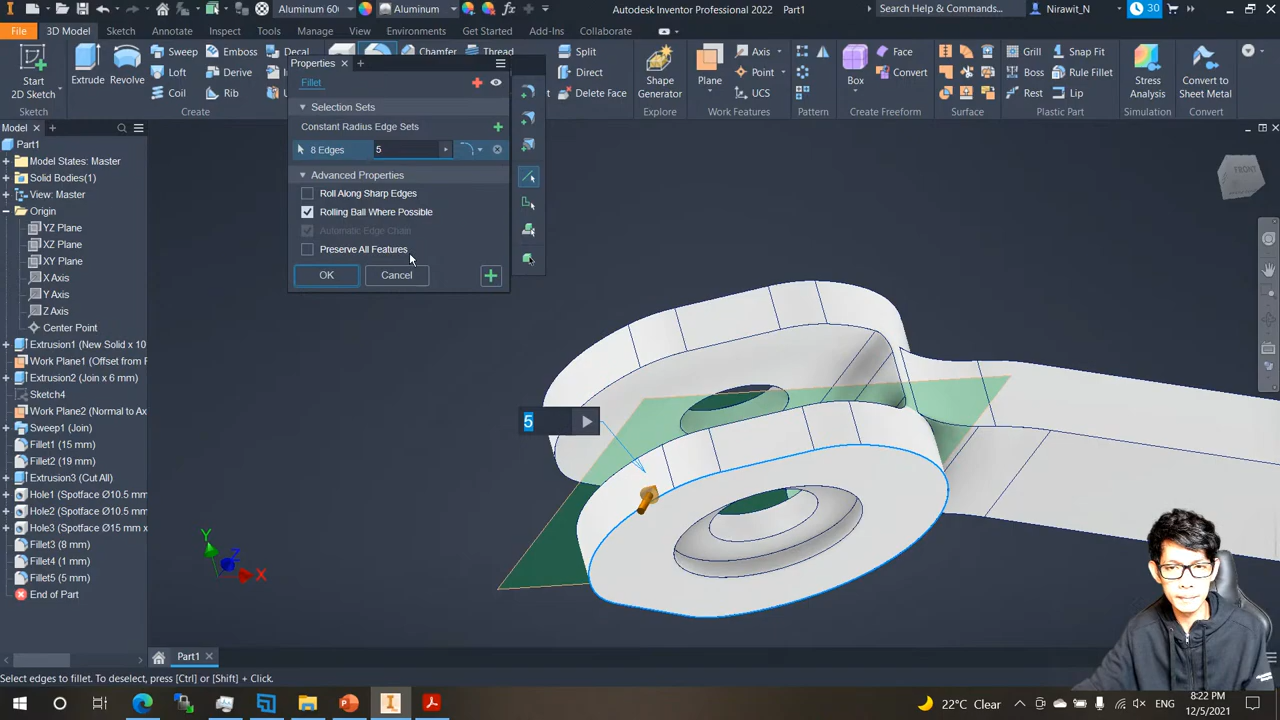 Aluminum 60
Aluminum
Autodesk Inventor Professional 2022
Part1
Search Help & Commands...
Nirawit_N
30
File
3D Model
Sketch
Annotate
Inspect
Tools
Manage
View
Environments
Get Started
Add-Ins
Collaborate
Start
2D Sketch
Extrude
Revolve
Sweep
Loft
Coil
Emboss
Derive
Rib
Decal
Chamfer
Thread
Split
Direct
Delete Face
Shape
Generator
Plane
Axis
Point
UCS
Box
Face
Convert
Grill
Boss
Rest
Snap Fit
Rule Fillet
Lip
Stress
Analysis
Convert to
Sheet Metal
Sketch
Create
Explore
Work Features
Pattern
Create Freeform
Surface
Plastic Part
Simulation
Convert
Properties
Fillet
Selection Sets
Constant Radius Edge Sets
8 Edges
5
Advanced Properties
Roll Along Sharp Edges
Rolling Ball Where Possible
Automatic Edge Chain
Preserve All Features
OK
Cancel
Model
Part1
Model States: Master
Solid Bodies(1)
View: Master
Origin
YZ Plane
XZ Plane
XY Plane
X Axis
Y Axis
Z Axis
Center Point
Extrusion1 (New Solid x 10 mm
Work Plane1 (Offset from F
Extrusion2 (Join x 6 mm)
Sketch4
Work Plane2 (Normal to Ax
Sweep1 (Join)
Fillet1 (15 mm)
Fillet2 (19 mm)
Extrusion3 (Cut All)
Hole1 (Spotface Ø10.5 mm
Hole2 (Spotface Ø10.5 mm
Hole3 (Spotface Ø15 mm x
Fillet3 (8 mm)
Fillet4 (1 mm)
Fillet5 (5 mm)
End of Part
5
Y
Z
X
Part1
Select edges to fillet. To deselect, press [Ctrl] or [Shift] + Click.
22°C Clear
8:22 PM
12/5/2021